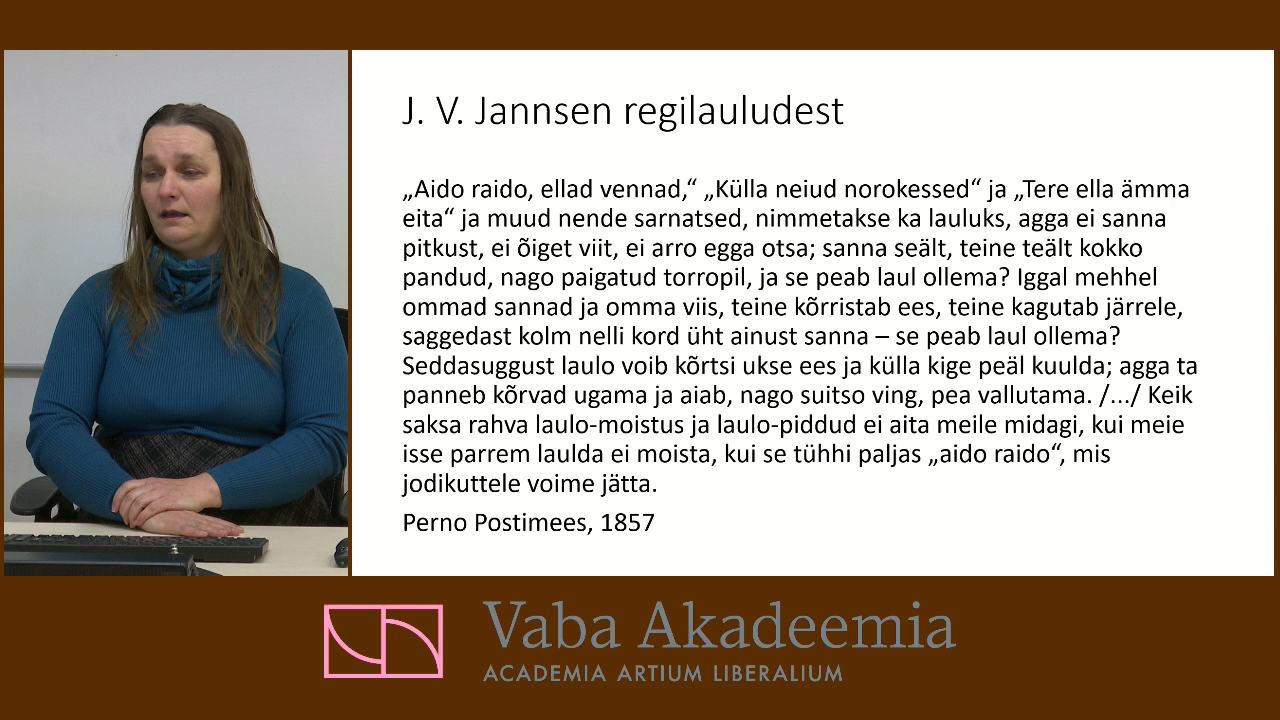 J. V. Jannsen regilauludest
„Aido raido, ellad vennad,“ „Külla neiud norokessed“ ja „Tere ella ämma
eita“ ja muud nende sarnatsed, nimmetakse ka lauluks, agga ei sanna
pitkust, ei õiget viit, ei arro egga otsa; sanna seält, teine teält kokko
pandud, nago paigatud torropil, ja se peab laul ollema? Iggal mehhel
ommad sannad ja omma viis, teine kõrristab ees, teine kagutab järrele,
saggedast kolm nelli kord üht ainust sanna – se peab laul ollema?
Seddasuggust laulo voib kõrtsi ukse ees ja külla kige peäl kuulda; agga ta
panneb kõrvad ugama ja aiab, nago suitso ving, pea vallutama. /.../ Keik
saksa rahva laulo-moistus ja laulo-piddud ei aita meile midagi, kui meie
isse parrem laulda ei moista, kui se tühhi paljas „aido raido“, mis
jodikuttele voime jätta.
Perno Postimees, 1857
Vaba Akadeemia
ACADEMIA ARTIUM LIBERALIUM